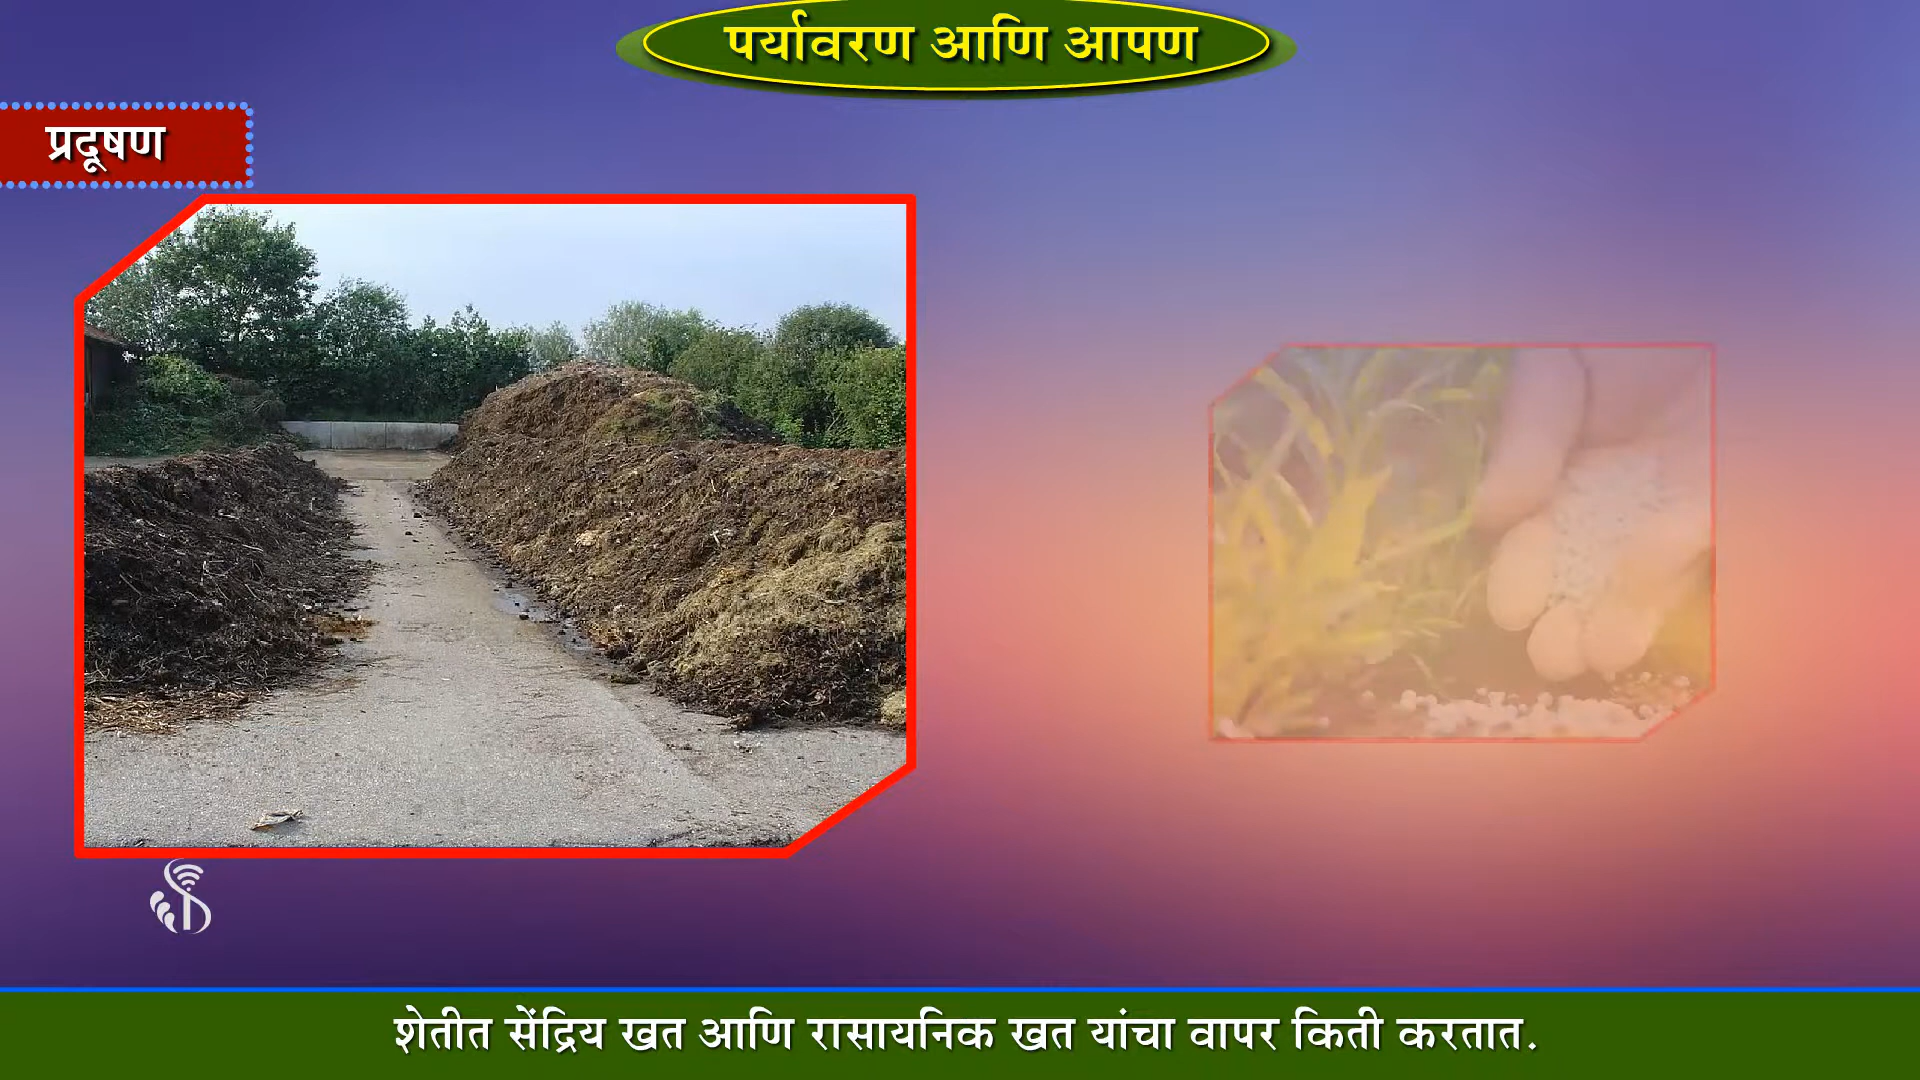 पर्यावरण आणि आपण
प्रदूषण
शेतीत सेंद्रिय खत आणि रासायनिक खत यांचा वापर किती करतात.